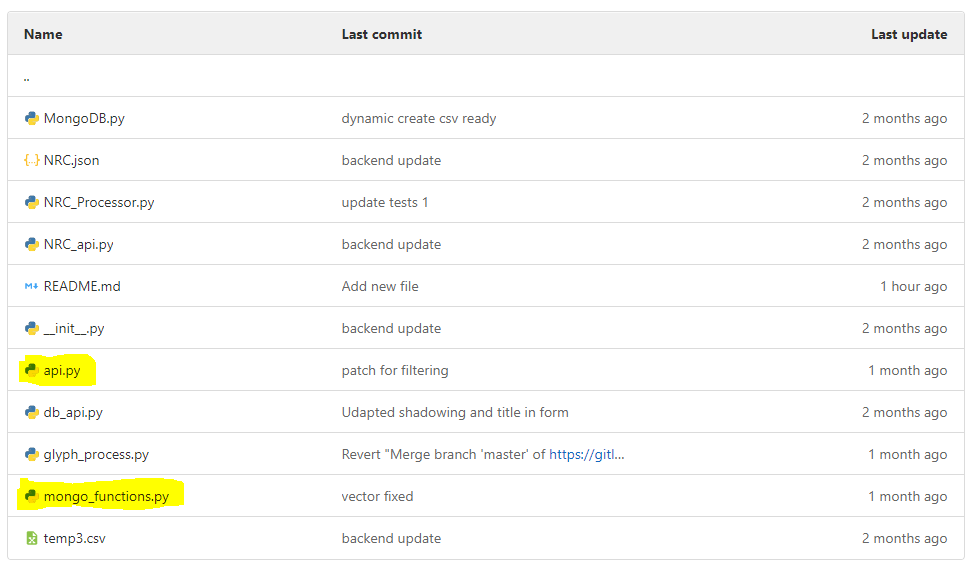 Name Last commit Last update
..
MongoDB.py dynamic create csv ready 2 months ago
{..} NRC.json backend update 2 months ago
NRC_Processor.py update tests 1 2 months ago
NRC_api.py backend update 2 months ago
M↓ README.md Add new file 1 hour ago
__init__.py backend update 2 months ago
api.py patch for filtering 1 month ago
db_api.py Udapted shadowing and title in form 2 months ago
glyph_process.py Revert "Merge branch 'master' of https://gitl... 1 month ago
mongo_functions.py vector fixed 1 month ago
temp3.csv backend update 2 months ago